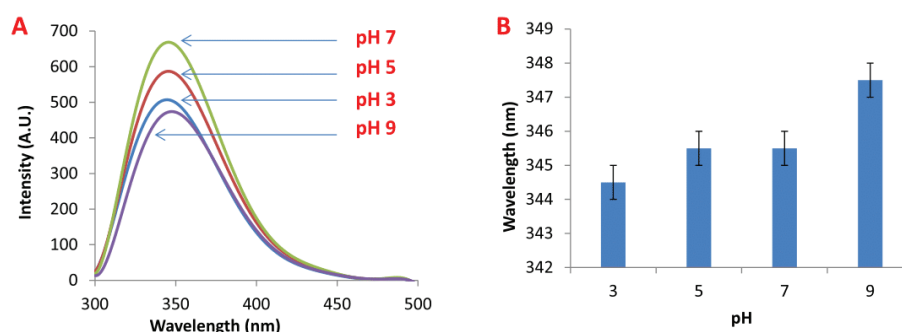 A
700
600
500
400
300
200
100
0
Intensity (A.U.)
pH 7
pH 5
pH 3
pH 9
300 350 400 450 500
Wavelength (nm)
B
349
348
347
346
345
344
343
342
Wavelength (nm)
3 5 7 9
pH